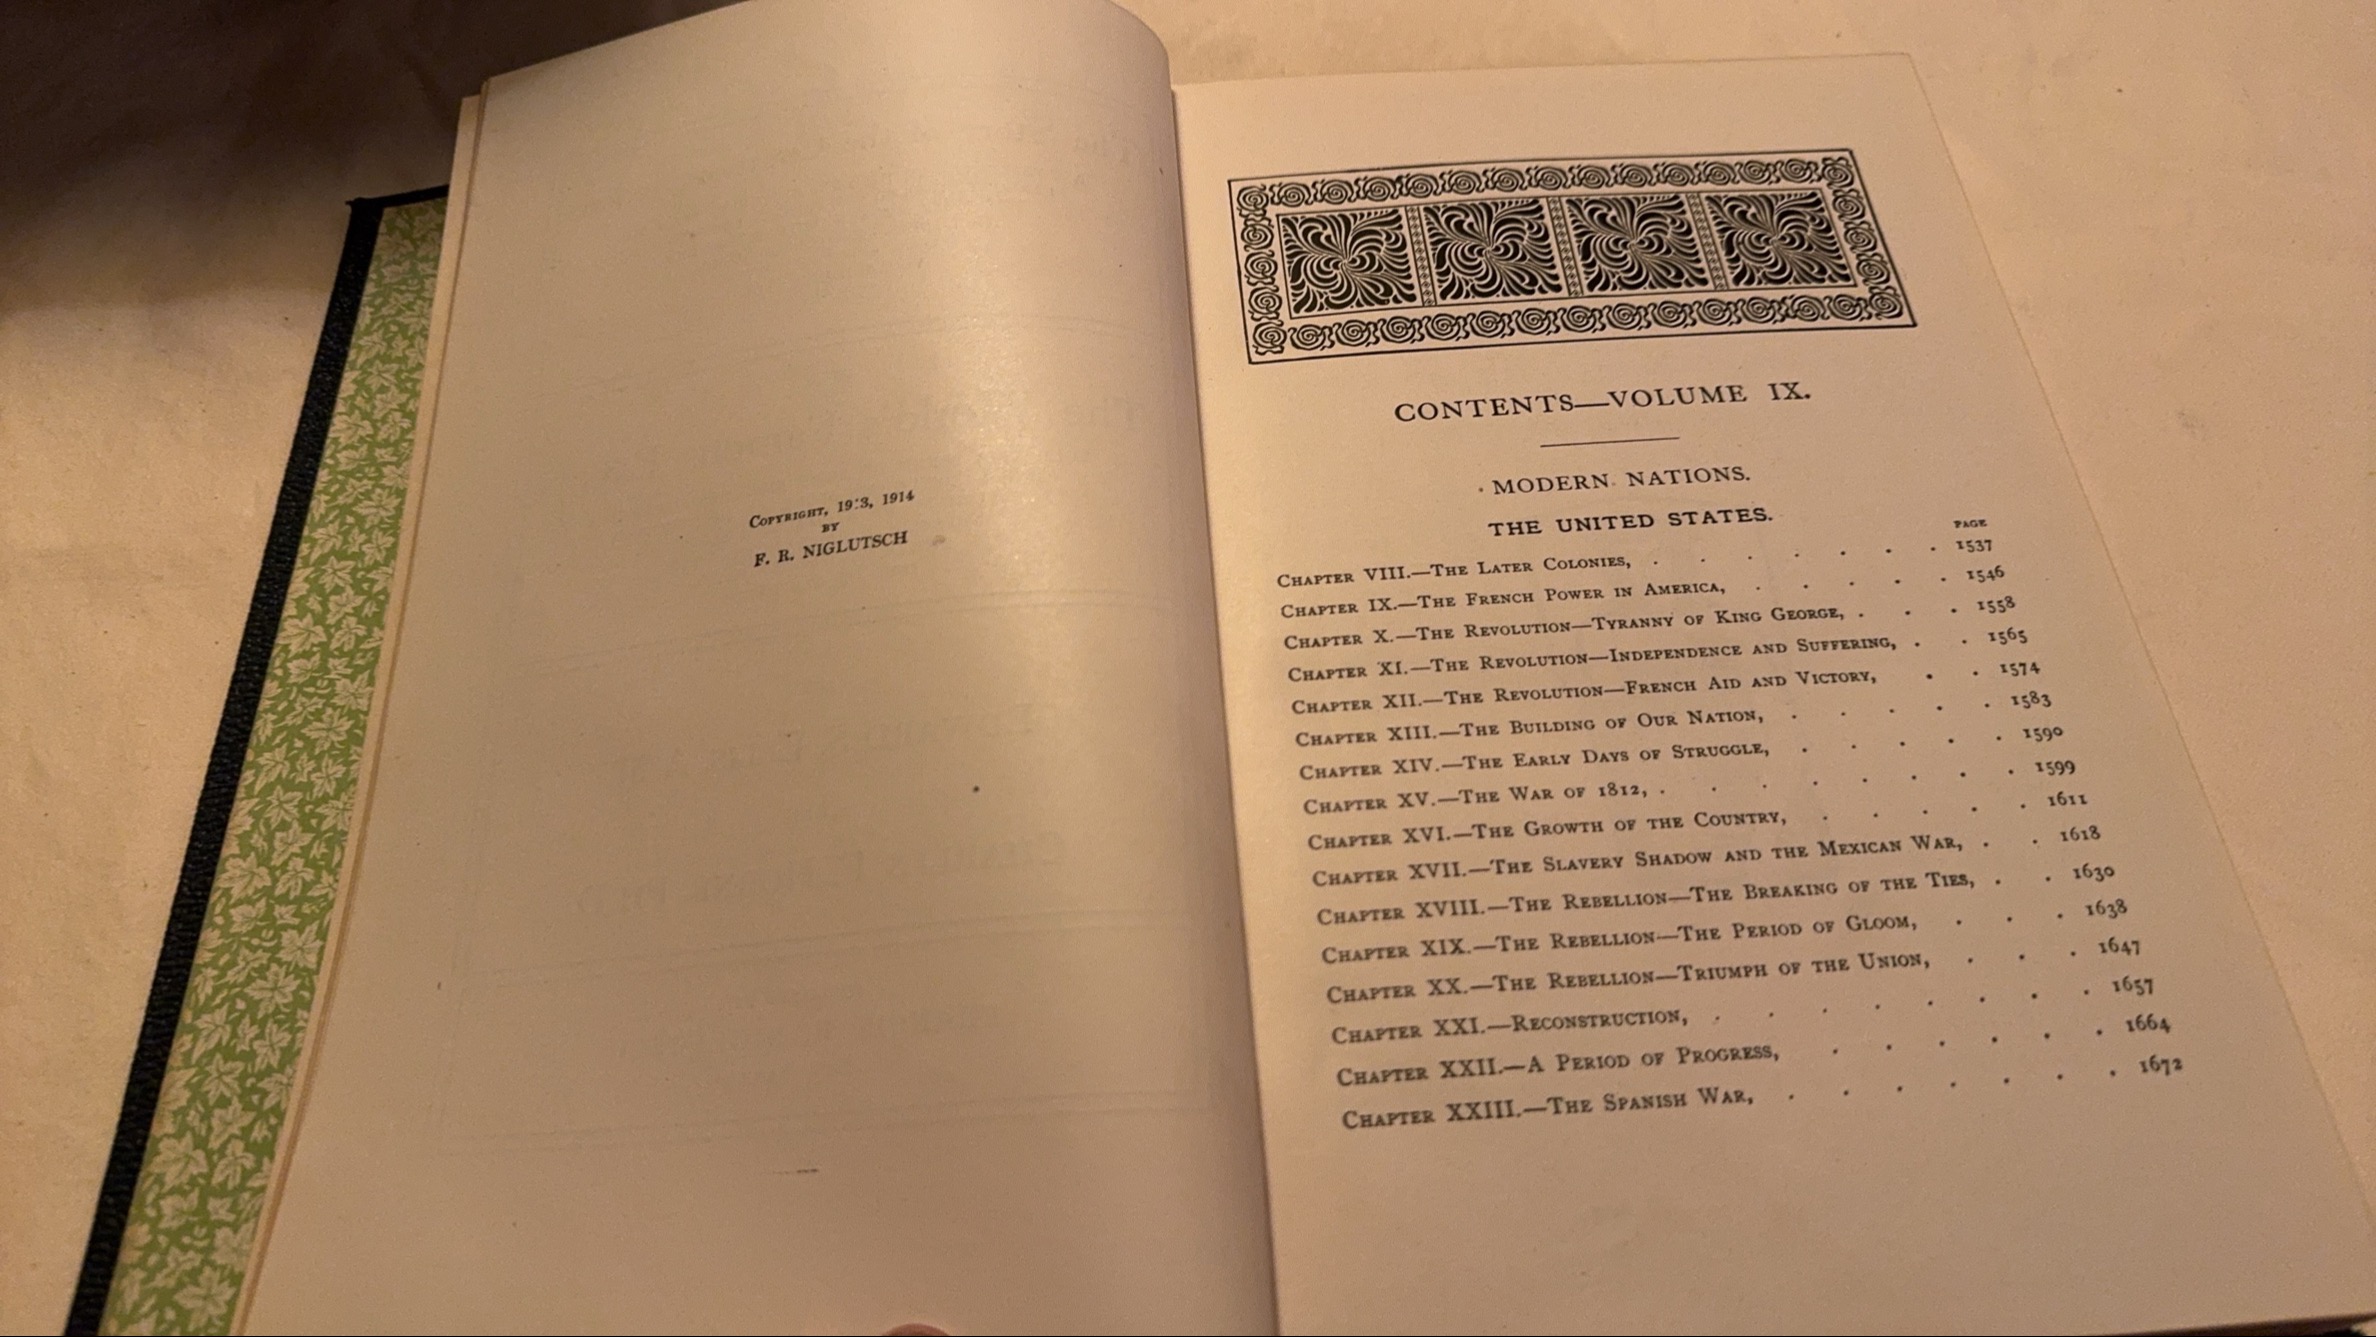 COPYRIGHT, 1913, 1914
BY
F. R. NIGLUTSCH
CONTENTS—VOLUME IX.
MODERN NATIONS.
THE UNITED STATES.
PAGE
CHAPTER VIII.—THE LATER COLONIES, . . . . . . . 1537
CHAPTER IX.—THE FRENCH POWER IN AMERICA, . . . . . 1546
CHAPTER X.—THE REVOLUTION—TYRANNY OF KING GEORGE, . . . 1558
CHAPTER XI.—THE REVOLUTION—INDEPENDENCE AND SUFFERING, . . 1565
CHAPTER XII.—THE REVOLUTION—FRENCH AID AND VICTORY, . . 1574
CHAPTER XIII.—THE BUILDING OF OUR NATION, . . . . . 1583
CHAPTER XIV.—THE EARLY DAYS OF STRUGGLE, . . . . . 1590
CHAPTER XV.—THE WAR OF 1812, . . . . . . . . 1599
CHAPTER XVI.—THE GROWTH OF THE COUNTRY, . . . . . 1611
CHAPTER XVII.—THE SLAVERY SHADOW AND THE MEXICAN WAR, . . 1618
CHAPTER XVIII.—THE REBELLION—THE BREAKING OF THE TIES, . . 1630
CHAPTER XIX.—THE REBELLION—THE PERIOD OF GLOOM, . . . 1638
CHAPTER XX.—THE REBELLION—TRIUMPH OF THE UNION, . . . 1647
CHAPTER XXI.—RECONSTRUCTION, . . . . . . . . 1657
CHAPTER XXII.—A PERIOD OF PROGRESS, . . . . . . 1664
CHAPTER XXIII.—THE SPANISH WAR, . . . . . . . 1672